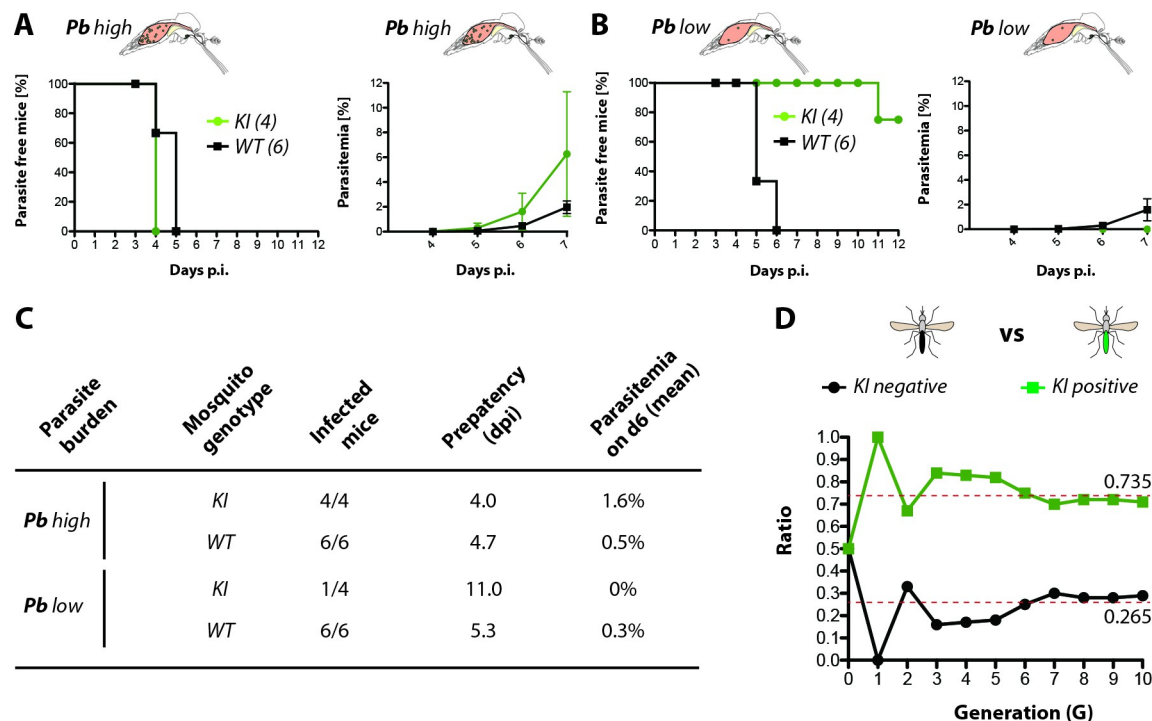 A
Pb high
Parasite free mice [%]
100
80
60
40
20
0
KI (4)
WT (6)
0 1 2 3 4 5 6 7 8 9 10 11 12
Days p.i.
Pb high
Parasitemia [%]
12
10
8
6
4
2
0
4 5 6 7
Days p.i.
B
Pb low
Parasite free mice [%]
100
80
60
40
20
0
KI (4)
WT (6)
0 1 2 3 4 5 6 7 8 9 10 11 12
Days p.i.
Pb low
Parasitemia [%]
12
10
8
6
4
2
0
4 5 6 7
Days p.i.
C
Parasite burden
Mosquito genotype
Infected mice
Prepatency (dpi)
Parasitemia on d6 (mean)
Pb high
KI 4/4 4.0 1.6%
WT 6/6 4.7 0.5%
Pb low
KI 1/4 11.0 0%
WT 6/6 5.3 0.3%
D
vs
KI negative
KI positive
Ratio
1.0
0.9
0.8
0.7
0.6
0.5
0.4
0.3
0.2
0.1
0.0
0.735
0.265
0 1 2 3 4 5 6 7 8 9 10
Generation (G)